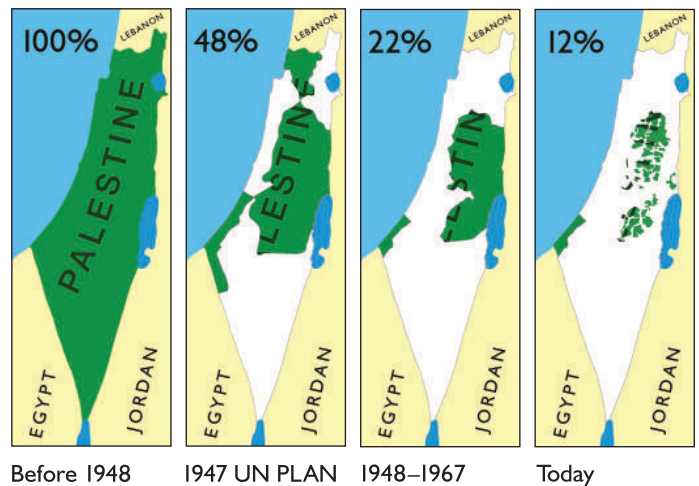 100%
LEBANON
PALESTINE
EGYPT
JORDAN
Before 1948
48%
LEBANON
LESTINE
EGYPT
JORDAN
1947 UN PLAN
22%
LEBANON
ESTIN
EGYPT
JORDAN
1948–1967
12%
LEBANON
EGYPT
JORDAN
Today